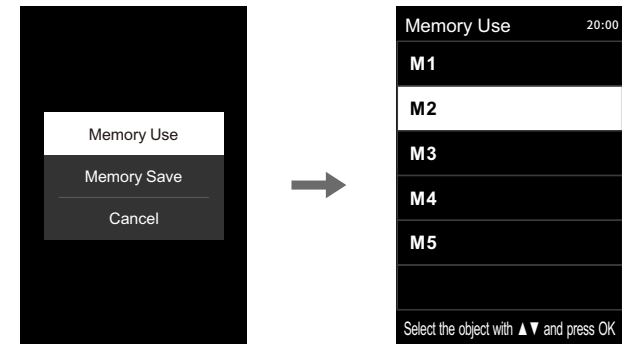 Memory Use
Memory Save
Cancel
Memory Use 20:00
M1
M2
M3
M4
M5
Select the object with ▲▼ and press OK